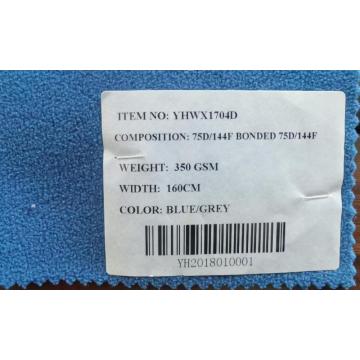 ITEM NO: YHWX1704D
COMPOSITION: 75D/144F BONDED 75D/144F
WEIGHT: 350 GSM
WIDTH: 160CM
COLOR: BLUE/GREY
YH2018010001